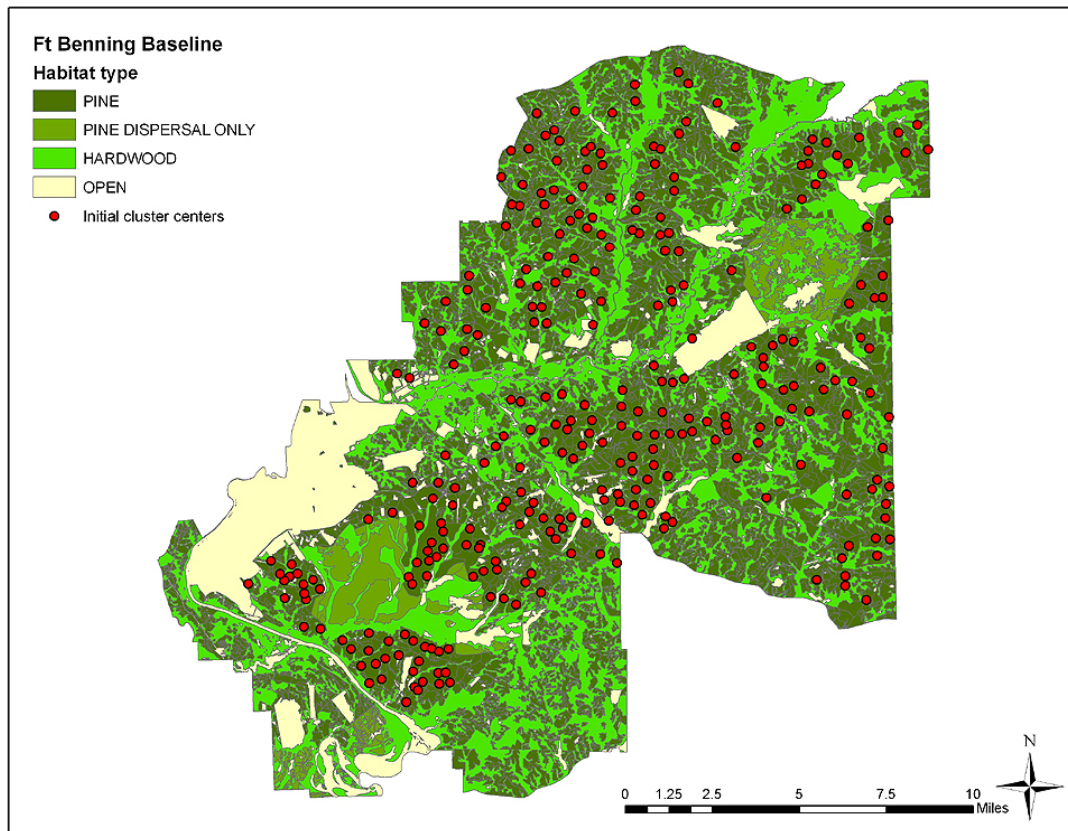 Ft Benning Baseline
Habitat type
PINE
PINE DISPERSAL ONLY
HARDWOOD
OPEN
Initial cluster centers
N
0 1.25 2.5 5 7.5 10
Miles